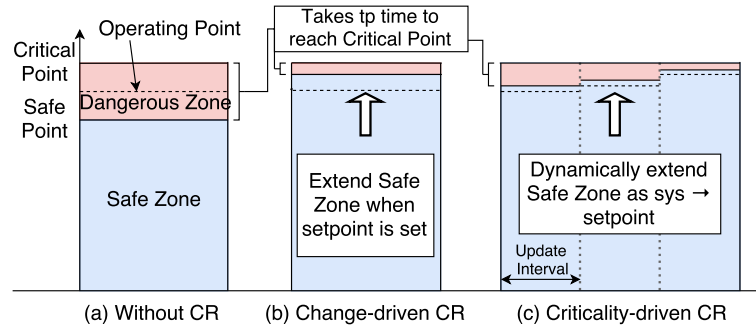 Operating Point
Takes tp time to
reach Critical Point
Critical
Point
Safe
Point
Dangerous Zone
Safe Zone
Extend Safe
Zone when
setpoint is set
Dynamically extend
Safe Zone as sys →
setpoint
Update
Interval
(a) Without CR
(b) Change-driven CR
(c) Criticality-driven CR